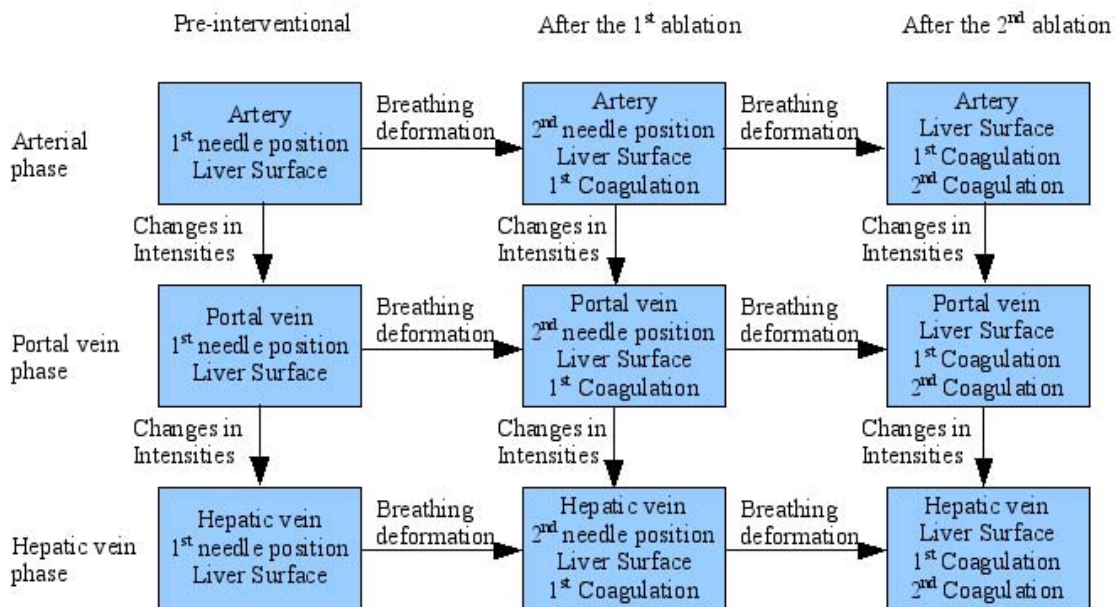 Pre-interventional
After the 1st ablation
After the 2nd ablation
Arterial
phase
Artery
1st needle position
Liver Surface
Breathing
deformation
Artery
2nd needle position
Liver Surface
1st Coagulation
Breathing
deformation
Artery
Liver Surface
1st Coagulation
2nd Coagulation
Changes in
Intensities
Changes in
Intensities
Changes in
Intensities
Portal vein
phase
Portal vein
1st needle position
Liver Surface
Breathing
deformation
Portal vein
2nd needle position
Liver Surface
1st Coagulation
Breathing
deformation
Portal vein
Liver Surface
1st Coagulation
2nd Coagulation
Changes in
Intensities
Changes in
Intensities
Changes in
Intensities
Hepatic vein
phase
Hepatic vein
1st needle position
Liver Surface
Breathing
deformation
Hepatic vein
2nd needle position
Liver Surface
1st Coagulation
Breathing
deformation
Hepatic vein
Liver Surface
1st Coagulation
2nd Coagulation